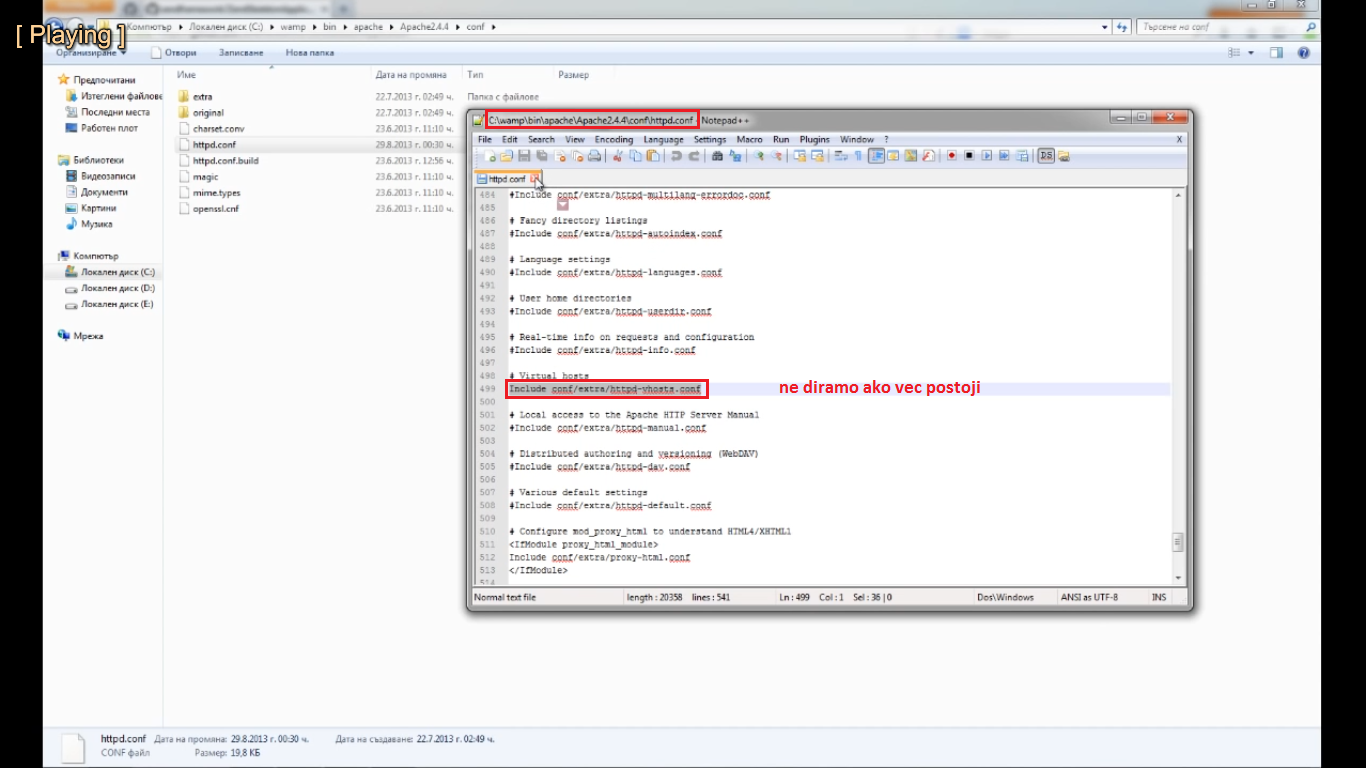 [ Playing ]
Компютър ▸ Локален диск (C:) ▸ wamp ▸ bin ▸ apache ▸ Apache2.4.4 ▸ conf ▸
Търсене на conf
Организиране Отвори Записване Нова папка
Име Дата на промяна Тип Размер
Предпочитани
Изтеглени файлове
Последни места
Работен плот
Библиотеки
Видеозаписи
Документи
Картини
Музика
Компютър
Локален диск (C:)
Локален диск (D:)
Локален диск (E:)
Мрежа
extra 22.7.2013 г. 02:49 ч. Папка с файлове
original 22.7.2013 г. 02:49 ч.
charset.conv 23.6.2013 г. 11:10 ч.
httpd.conf 29.8.2013 г. 00:30 ч.
httpd.conf.build 23.6.2013 г. 12:56 ч.
magic 23.6.2013 г. 11:10 ч.
mime.types 23.6.2013 г. 11:10 ч.
openssl.cnf 23.6.2013 г. 11:10 ч.
C:\wamp\bin\apache\Apache2.4.4\conf\httpd.conf - Notepad++
File Edit Search View Encoding Language Settings Macro Run Plugins Window ? X
httpd.conf
484 #Include conf/extra/httpd-multilang-errordoc.conf
485
486 # Fancy directory listings
487 #Include conf/extra/httpd-autoindex.conf
488
489 # Language settings
490 #Include conf/extra/httpd-languages.conf
491
492 # User home directories
493 #Include conf/extra/httpd-userdir.conf
494
495 # Real-time info on requests and configuration
496 #Include conf/extra/httpd-info.conf
497
498 # Virtual hosts
499 Include conf/extra/httpd-vhosts.conf
ne diramo ako vec postoji
500
501 # Local access to the Apache HTTP Server Manual
502 #Include conf/extra/httpd-manual.conf
503
504 # Distributed authoring and versioning (WebDAV)
505 #Include conf/extra/httpd-dav.conf
506
507 # Various default settings
508 #Include conf/extra/httpd-default.conf
509
510 # Configure mod_proxy_html to understand HTML4/XHTML1
511 <IfModule proxy_html_module>
512 Include conf/extra/proxy-html.conf
513 </IfModule>
514
Normal text file length : 20358 lines : 541 Ln : 499 Col : 1 Sel : 36 | 0 Dos\Windows ANSI as UTF-8 INS
httpd.conf Дата на промяна: 29.8.2013 г. 00:30 ч. Дата на създаване: 22.7.2013 г. 02:49 ч.
CONF файл Размер: 19,8 КБ